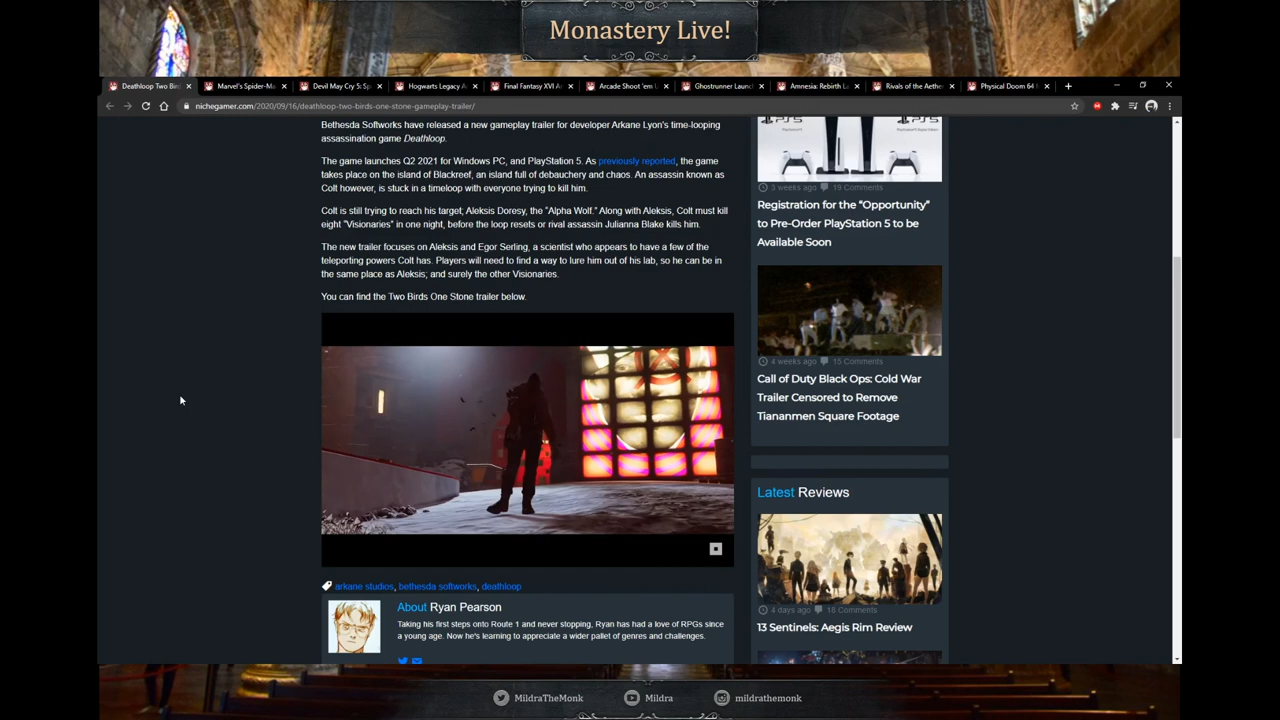 Monastery Live!
Deathloop Two Bir
Marvel's Spider-Ma
Devil May Cry 5: Sp
Hogwarts Legacy A
Final Fantasy XVI A
Arcade Shoot 'em U
Ghostrunner Launc
Amnesia: Rebirth L
Rivals of the Aethe
Physical Doom 64
nichegamer.com/2020/09/16/deathloop-two-birds-one-stone-gameplay-trailer/
Bethesda Softworks have released a new gameplay trailer for developer Arkane Lyon's time-looping
assassination game Deathloop.
The game launches Q2 2021 for Windows PC, and PlayStation 5. As previously reported, the game
takes place on the island of Blackreef, an island full of debauchery and chaos. An assassin known as
Colt however, is stuck in a timeloop with everyone trying to kill him.
Colt is still trying to reach his target; Aleksis Doresy, the "Alpha Wolf." Along with Aleksis, Colt must kill
eight "Visionaries" in one night, before the loop resets or rival assassin Julianna Blake kills him.
The new trailer focuses on Aleksis and Egor Serling, a scientist who appears to have a few of the
teleporting powers Colt has. Players will need to find a way to lure him out of his lab, so he can be in
the same place as Aleksis; and surely the other Visionaries.
You can find the Two Birds One Stone trailer below.
arkane studios, bethesda softworks, deathloop
About Ryan Pearson
Taking his first steps onto Route 1 and never stopping, Ryan has had a love of RPGs since
a young age. Now he's learning to appreciate a wider pallet of genres and challenges.
PS5
PS5
3 weeks ago 19 Comments
Registration for the "Opportunity"
to Pre-Order PlayStation 5 to be
Available Soon
4 weeks ago 15 Comments
Call of Duty Black Ops: Cold War
Trailer Censored to Remove
Tiananmen Square Footage
Latest Reviews
4 days ago 18 Comments
13 Sentinels: Aegis Rim Review
MildraTheMonk
Mildra
mildrathemonk